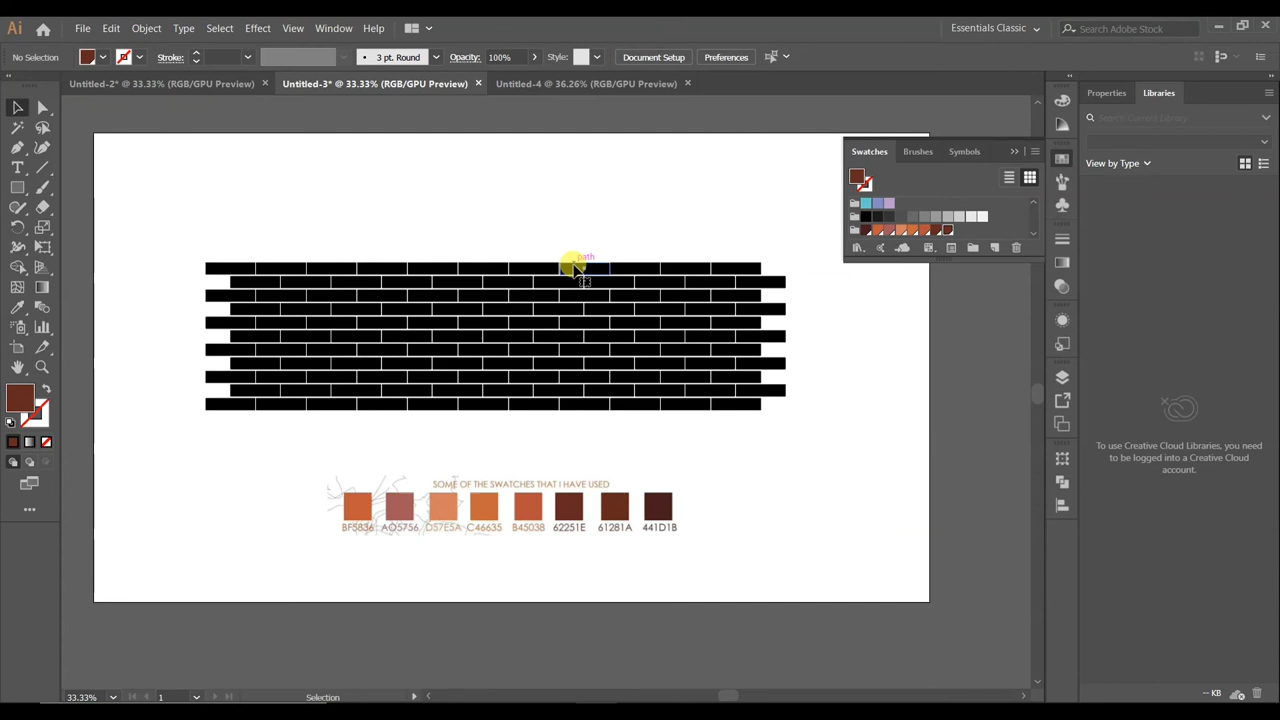 Ai File Edit Object Type Select Effect View Window Help Essentials Classic Search Adobe Stock
No Selection Stroke: 3 pt. Round Opacity: 100% Style: Document Setup Preferences
Untitled-2* @ 33.33% (RGB/GPU Preview) Untitled-3* @ 33.33% (RGB/GPU Preview) Untitled-4 @ 36.26% (RGB/GPU Preview)
Properties Libraries
Search Current Library
Swatches Brushes Symbols
View by Type
path
To use Creative Cloud Libraries, you need
to be logged into a Creative Cloud
account.
SOME OF THE SWATCHES THAT I HAVE USED
BF5836 AO5756 D57E5A C46635 B45038 62251E 61281A 441D1B
33.33% 1 Selection -- KB